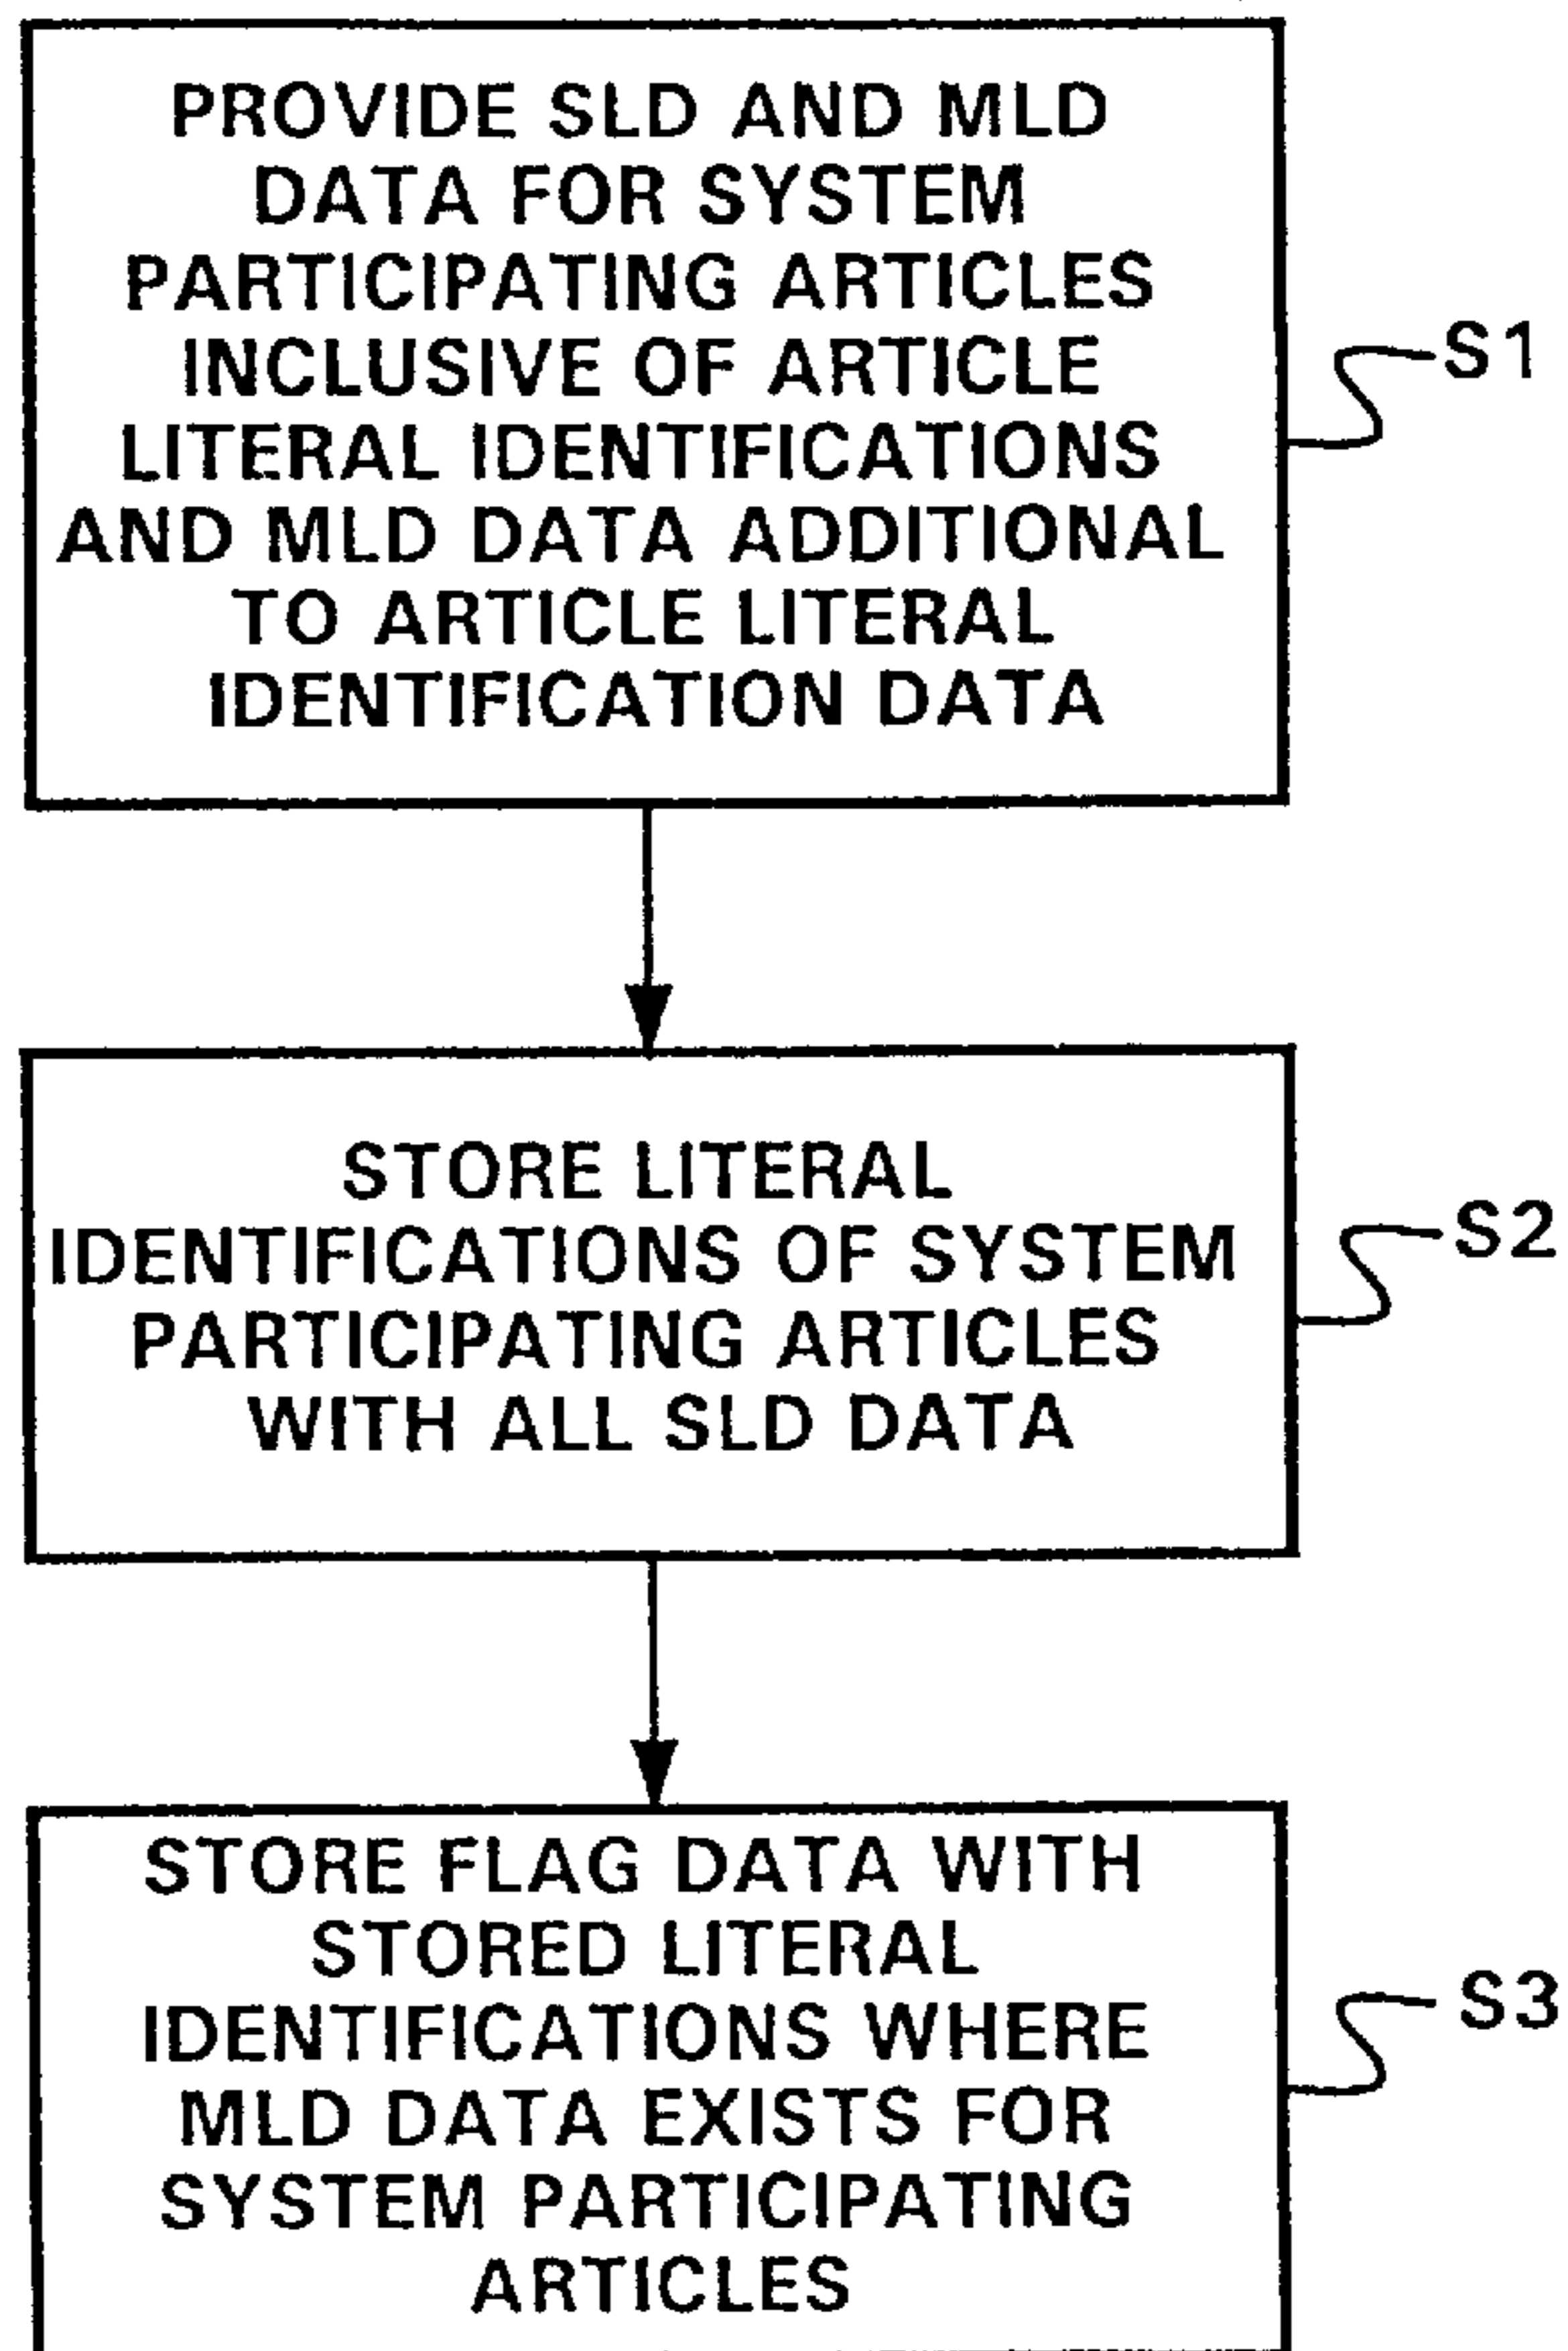 PROVIDE SLD AND MLD
DATA FOR SYSTEM
PARTICIPATING ARTICLES
INCLUSIVE OF ARTICLE
LITERAL IDENTIFICATIONS
AND MLD DATA ADDITIONAL
TO ARTICLE LITERAL
IDENTIFICATION DATA
S1
STORE LITERAL
IDENTIFICATIONS OF SYSTEM
PARTICIPATING ARTICLES
WITH ALL SLD DATA
S2
STORE FLAG DATA WITH
STORED LITERAL
IDENTIFICATIONS WHERE
MLD DATA EXISTS FOR
SYSTEM PARTICIPATING
ARTICLES
S3